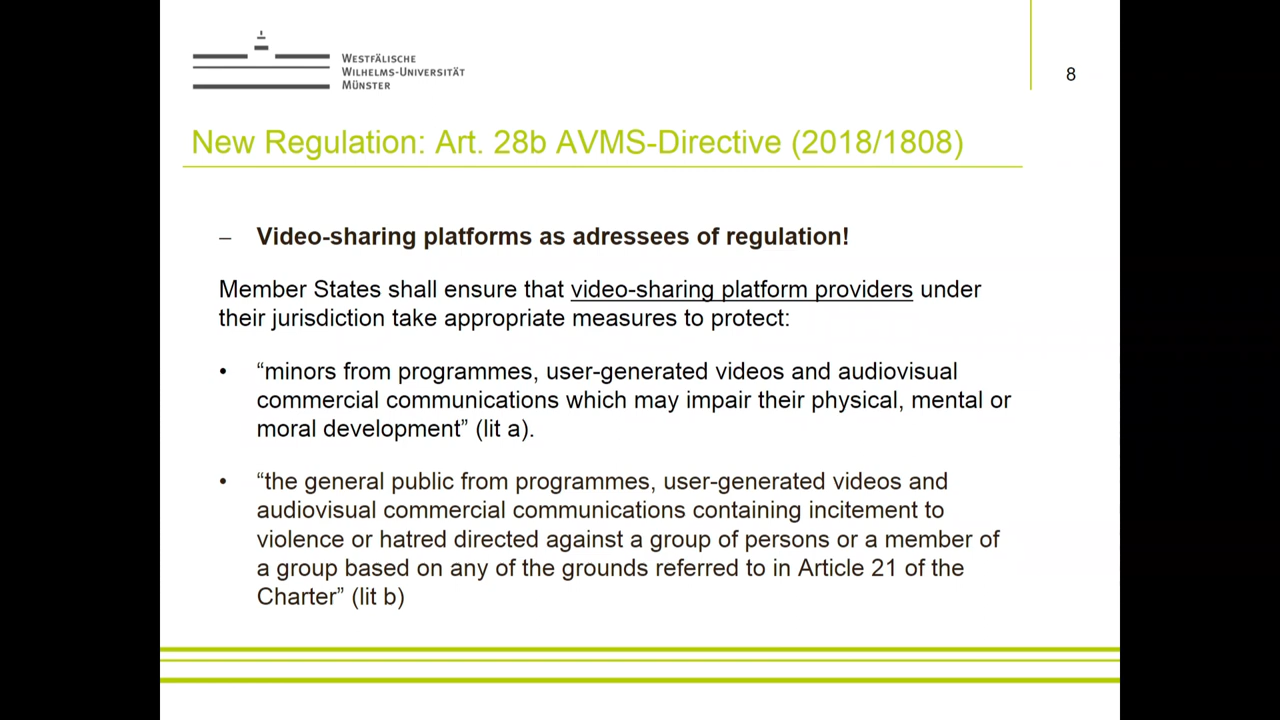 WESTFÄLISCHE
WILHELMS-UNIVERSITÄT
MÜNSTER
8
New Regulation: Art. 28b AVMS-Directive (2018/1808)
– Video-sharing platforms as adressees of regulation!
Member States shall ensure that video-sharing platform providers under
their jurisdiction take appropriate measures to protect:
• “minors from programmes, user-generated videos and audiovisual
commercial communications which may impair their physical, mental or
moral development” (lit a).
• “the general public from programmes, user-generated videos and
audiovisual commercial communications containing incitement to
violence or hatred directed against a group of persons or a member of
a group based on any of the grounds referred to in Article 21 of the
Charter” (lit b)